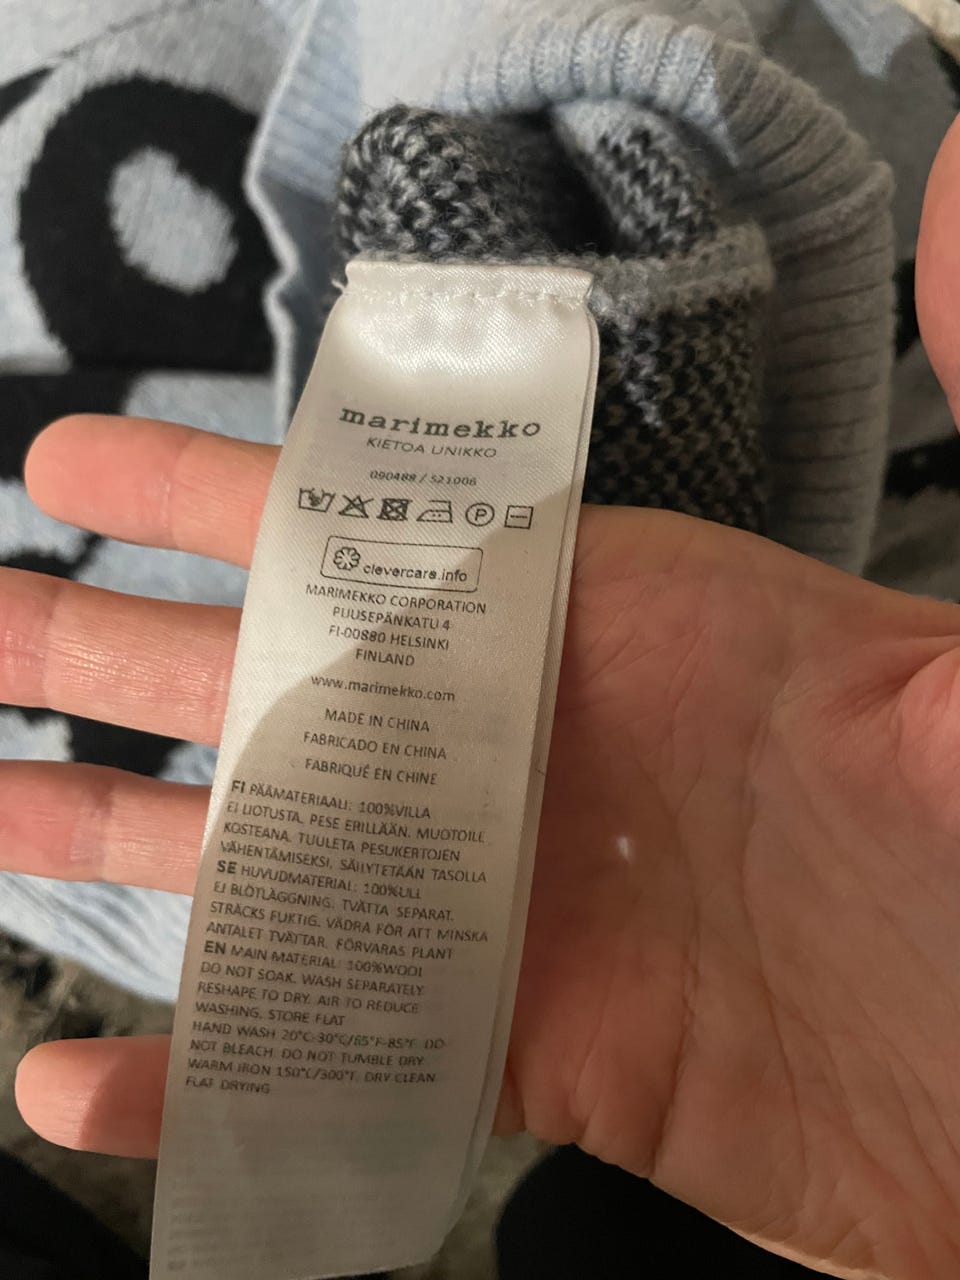 marimekko
KIETOA UNIKKO
090488 / 521006
P
clevercare.info
MARIMEKKO CORPORATION
PUUSEPÄNKATU 4
FI-00880 HELSINKI
FINLAND
www.marimekko.com
MADE IN CHINA
FABRICADO EN CHINA
FABRIQUÉ EN CHINE
FI PÄÄMATERIAALI: 100%VILLA
EI LIOTUSTA. PESE ERILLÄÄN. MUOTOILE
KOSTEANA. TUULETA PESUKERTOJEN
VÄHENTÄMISEKSI. SÄILYTETÄÄN TASOLLA
SE HUVUDMATERIAL: 100%ULL
EJ BLÖTLÄGGNING. TVÄTTA SEPARAT.
STRÄCKS FUKTIG. VÄDRA FÖR ATT MINSKA
ANTALET TVÄTTAR. FÖRVARAS PLANT
EN MAIN MATERIAL: 100%WOOL
DO NOT SOAK. WASH SEPARATELY
RESHAPE TO DRY. AIR TO REDUCE
WASHING. STORE FLAT
HAND WASH 20°C-30°C/65°F-85°F. DO
NOT BLEACH. DO NOT TUMBLE DRY.
WARM IRON 150°C/300°F. DRY CLEAN.
FLAT DRYING